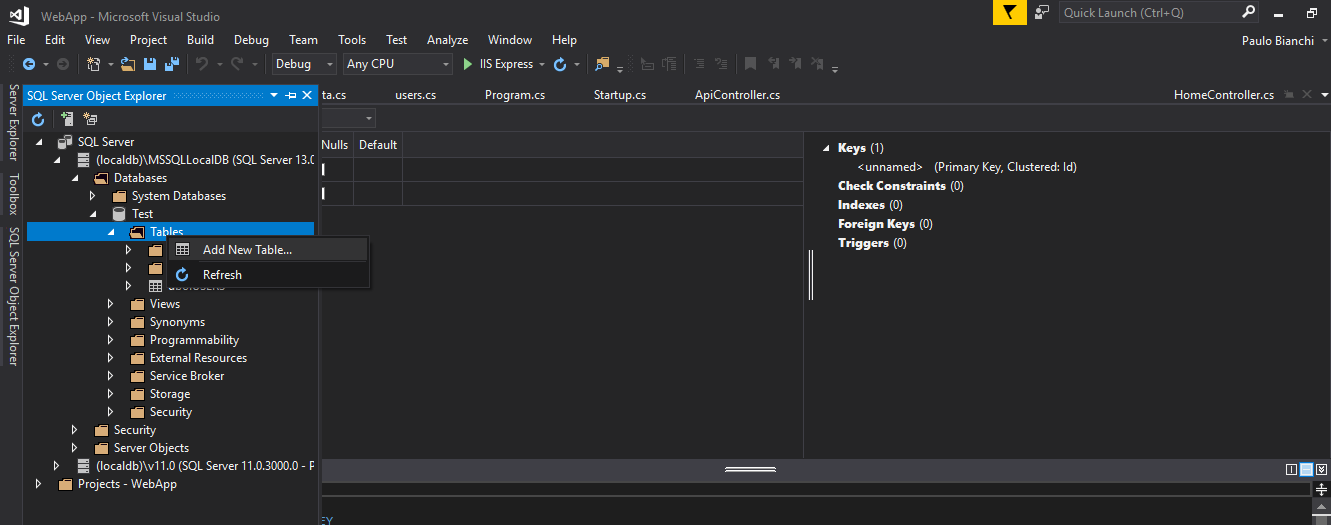 WebApp - Microsoft Visual Studio
Quick Launch (Ctrl+Q)
File Edit View Project Build Debug Team Tools Test Analyze Window Help
Paulo Bianchi
Debug Any CPU IIS Express
Server Explorer
Toolbox
SQL Server Object Explorer
SQL Server Object Explorer
ta.cs users.cs Program.cs Startup.cs ApiController.cs HomeController.cs
SQL Server
(localdb)\MSSQLLocalDB (SQL Server 13.0
Databases
System Databases
Test
Tables
Add New Table...
Refresh
Views
Synonyms
Programmability
External Resources
Service Broker
Storage
Security
Security
Server Objects
(localdb)\v11.0 (SQL Server 11.0.3000.0 - P
Projects - WebApp
Nulls Default
Keys (1)
<unnamed> (Primary Key, Clustered: Id)
Check Constraints (0)
Indexes (0)
Foreign Keys (0)
Triggers (0)
EY